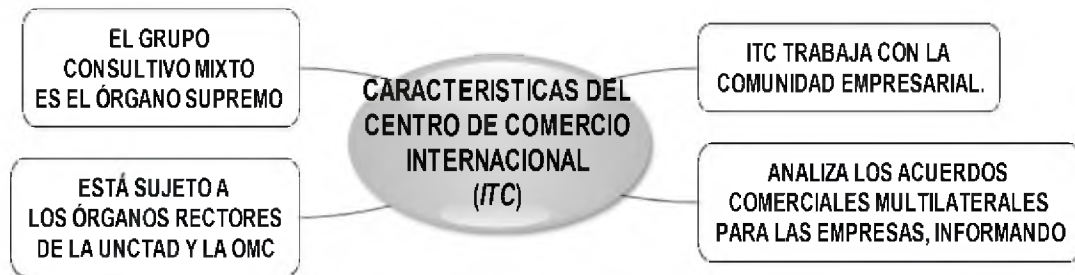 EL GRUPO
CONSULTIVO MIXTO
ES EL ÓRGANO SUPREMO
ESTÁ SUJETO A
LOS ÓRGANOS RECTORES
DE LA UNCTAD Y LA OMC
CARACTERISTICAS DEL
CENTRO DE COMERCIO
INTERNACIONAL
(ITC)
ITC TRABAJA CON LA
COMUNIDAD EMPRESARIAL.
ANALIZA LOS ACUERDOS
COMERCIALES MULTILATERALES
PARA LAS EMPRESAS, INFORMANDO